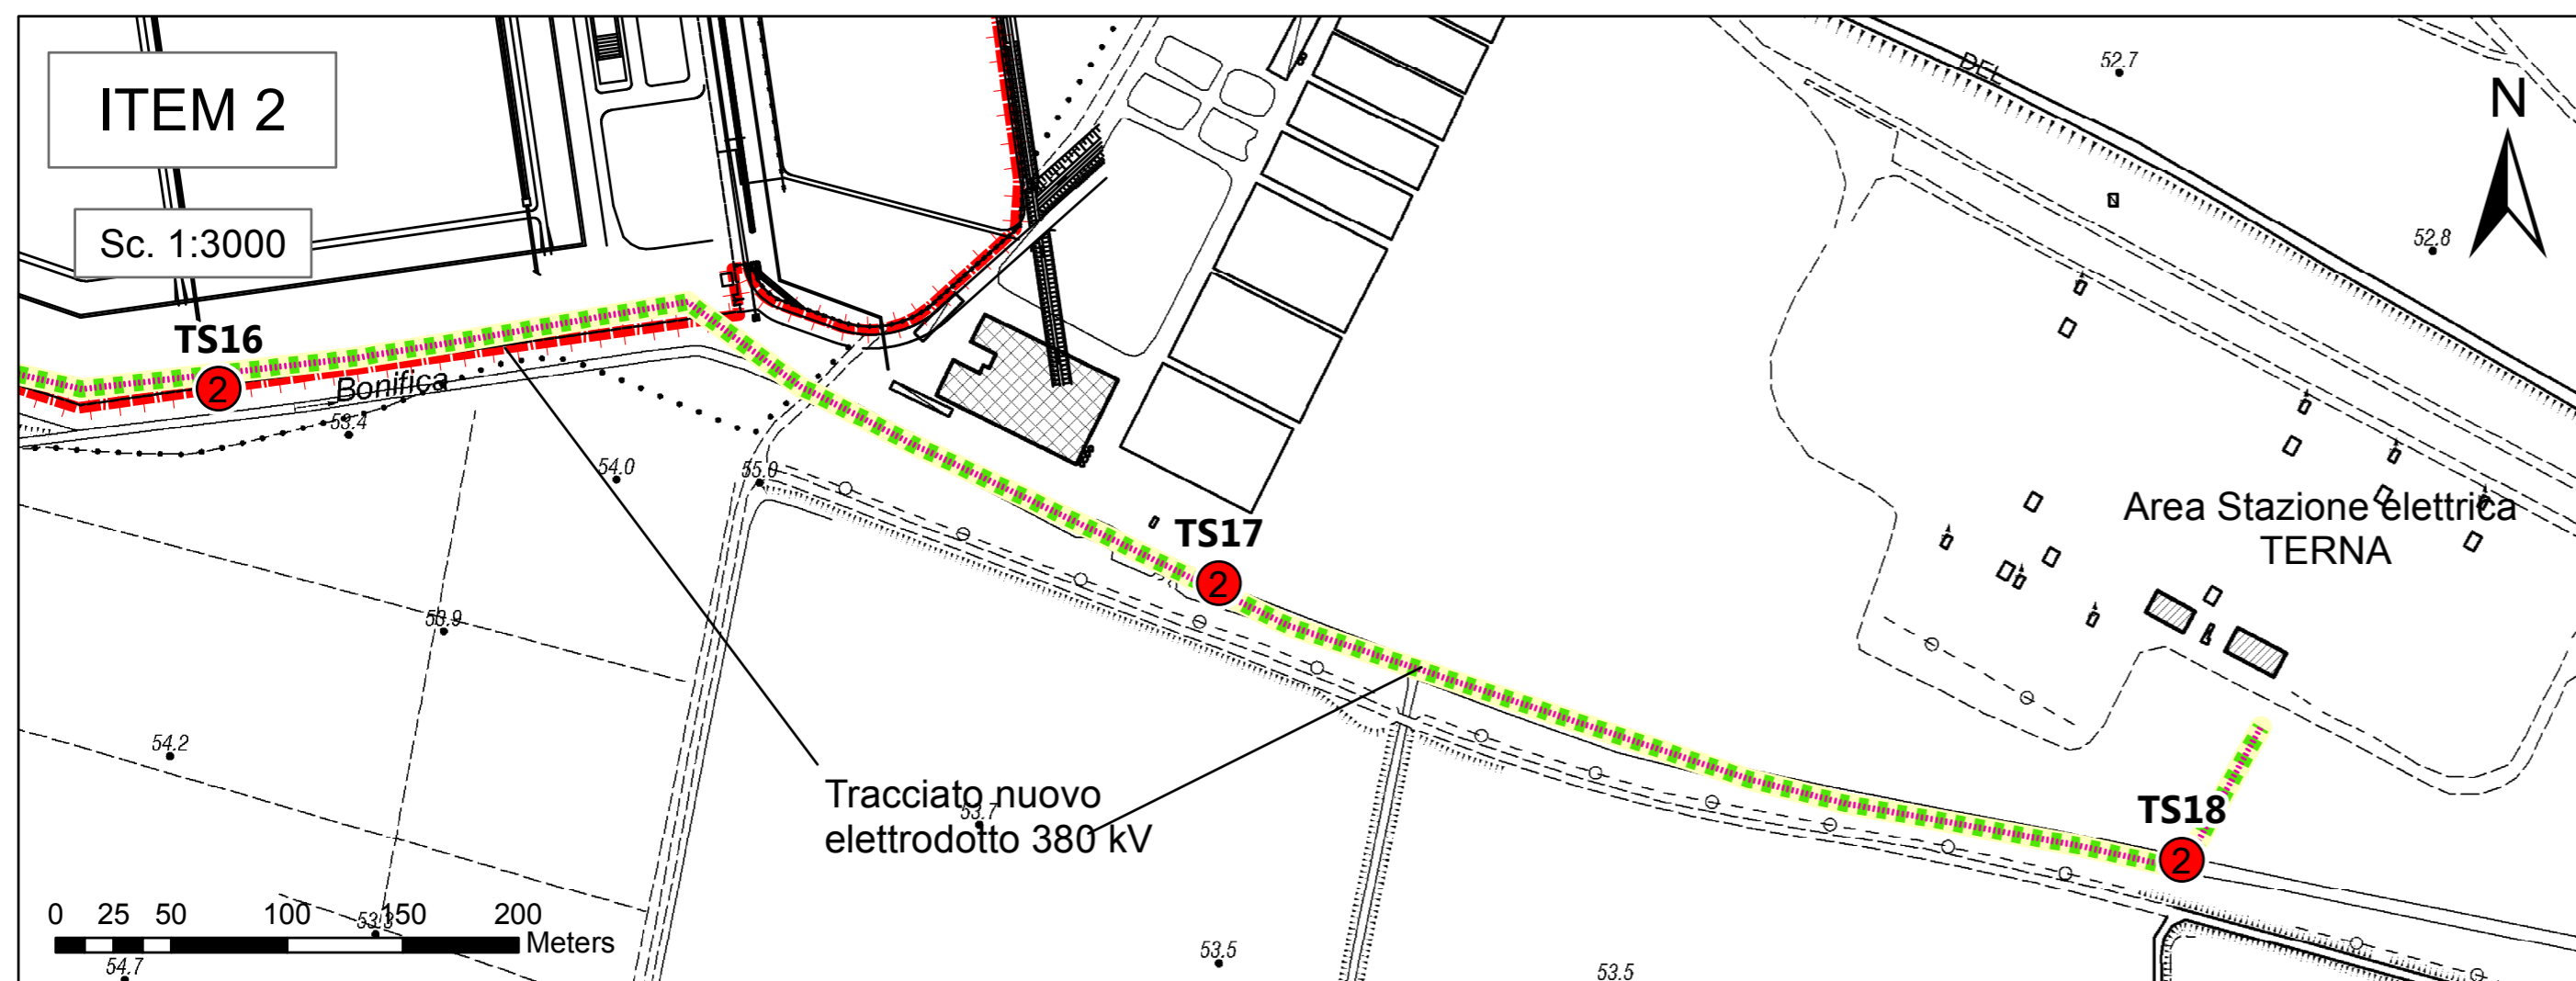 ITEM 2
Sc. 1:3000
DEL
52.7
N
52.8
TS16
2
Bonifica
53.4
54.0
55.0
TS17
2
Area Stazione elettrica
TERNA
53.9
54.2
Tracciato nuovo
elettrodotto 380 kV
53.7
TS18
2
0 25 50 100 150 200
Meters
53.3
54.7
53.5
53.5